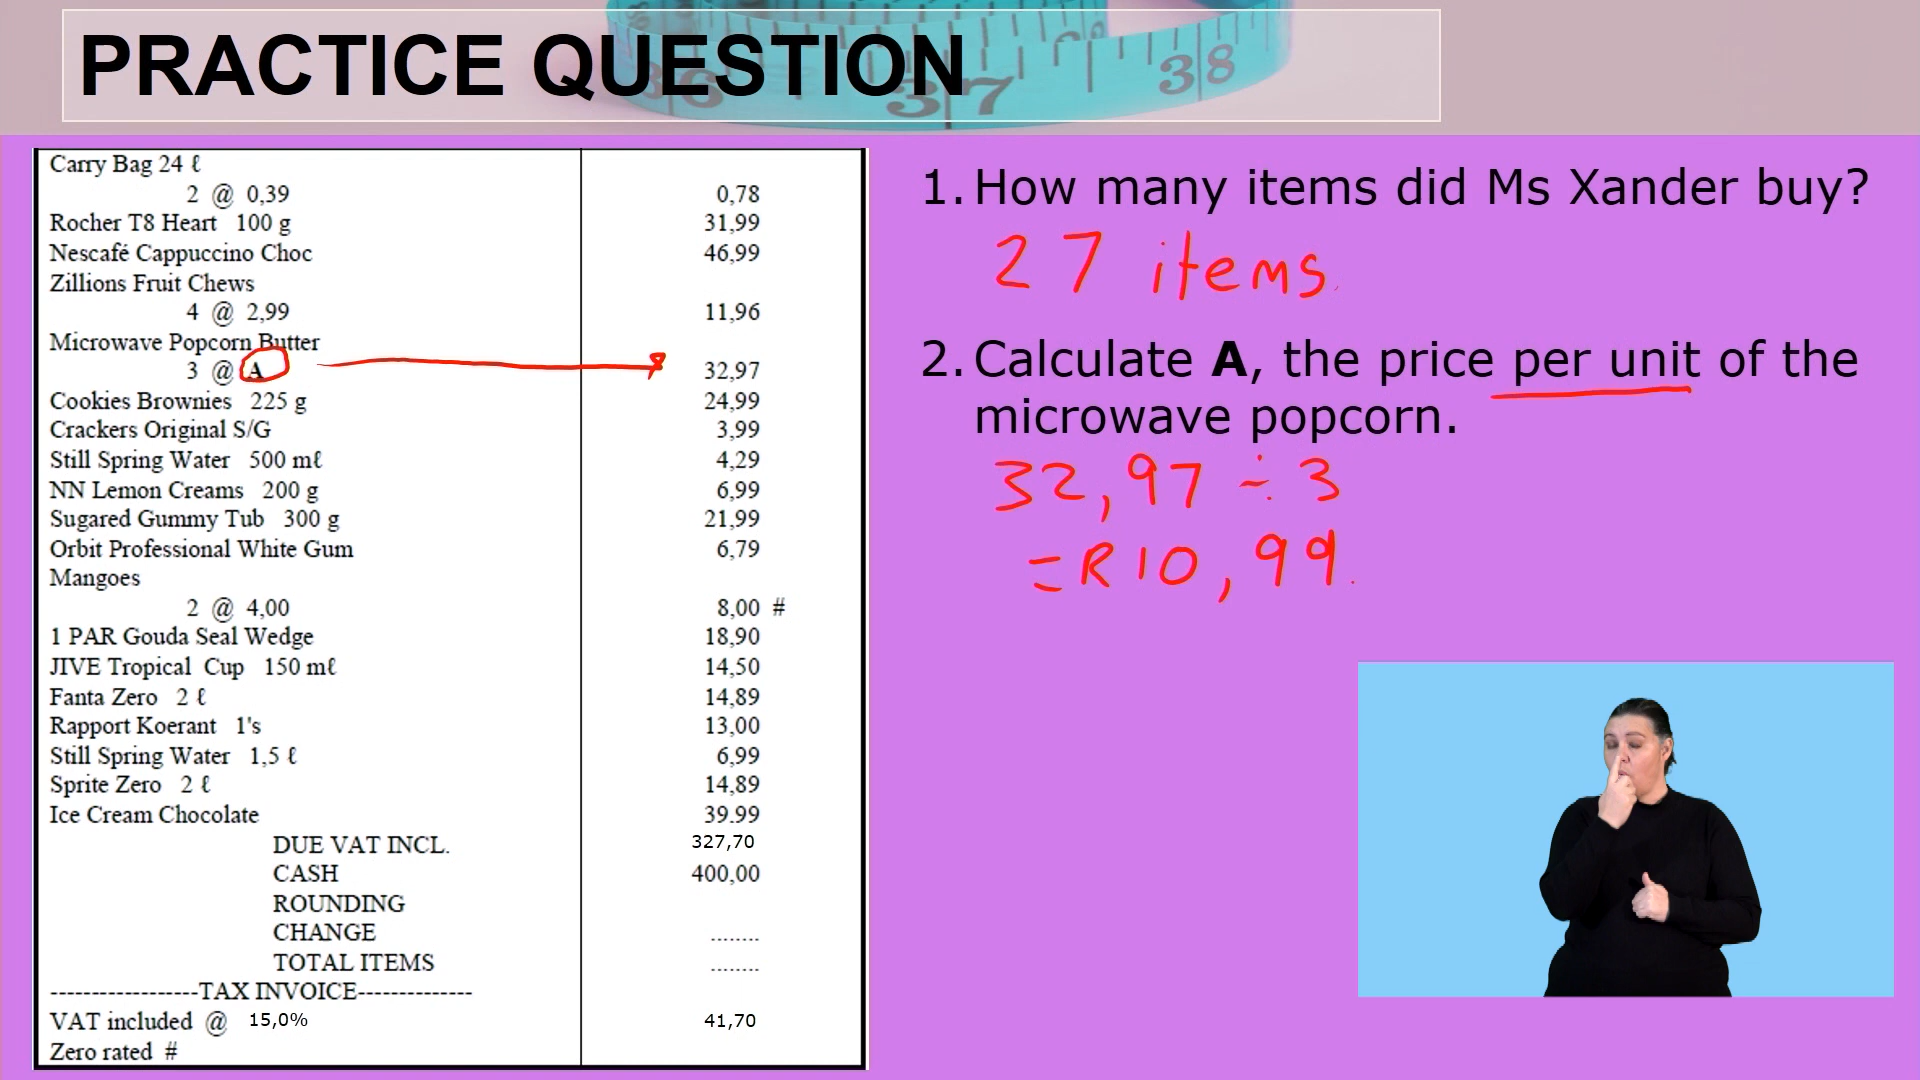 PRACTICE QUESTION
36 37 38
Carry Bag 24 ℓ
2 @ 0,39 0,78
Rocher T8 Heart 100 g 31,99
Nescafé Cappuccino Choc 46,99
Zillions Fruit Chews
4 @ 2,99 11,96
Microwave Popcorn Butter
3 @ A 32,97
Cookies Brownies 225 g 24,99
Crackers Original S/G 3,99
Still Spring Water 500 mℓ 4,29
NN Lemon Creams 200 g 6,99
Sugared Gummy Tub 300 g 21,99
Orbit Professional White Gum 6,79
Mangoes
2 @ 4,00 8,00 #
1 PAR Gouda Seal Wedge 18,90
JIVE Tropical Cup 150 mℓ 14,50
Fanta Zero 2 ℓ 14,89
Rapport Koerant 1's 13,00
Still Spring Water 1,5 ℓ 6,99
Sprite Zero 2 ℓ 14,89
Ice Cream Chocolate 39.99
DUE VAT INCL. 327,70
CASH 400,00
ROUNDING
CHANGE ........
TOTAL ITEMS ........
------------------TAX INVOICE--------------
VAT included @ 15,0% 41,70
Zero rated #
1. How many items did Ms Xander buy?
27 items.
2. Calculate A, the price per unit of the
microwave popcorn.
32,97 ÷ 3
= R10,99.